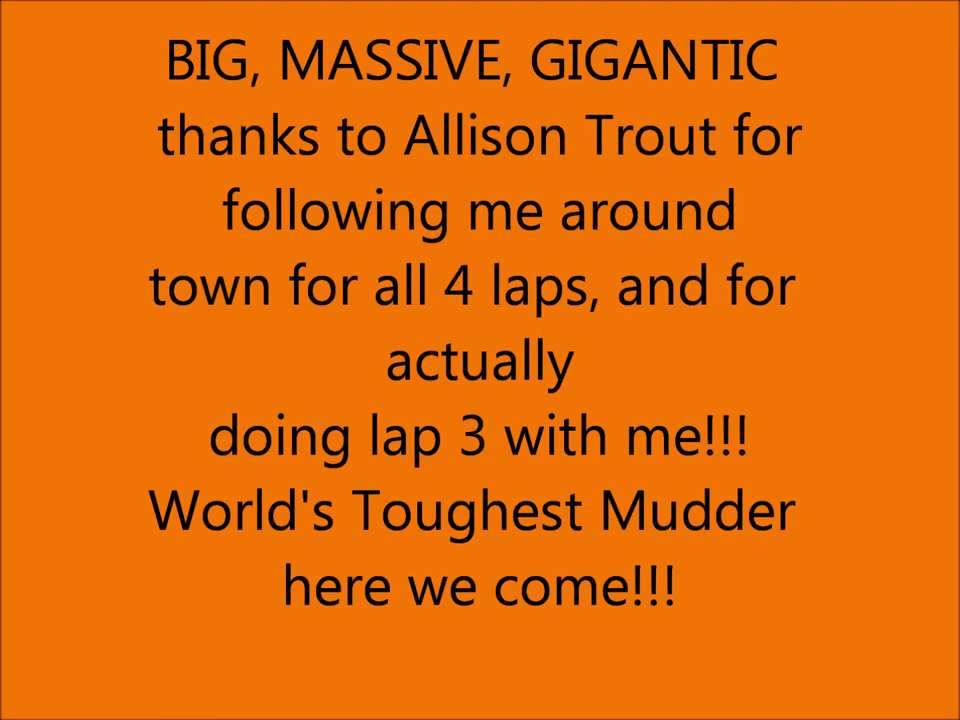 BIG, MASSIVE, GIGANTIC
thanks to Allison Trout for
following me around
town for all 4 laps, and for
actually
doing lap 3 with me!!!
World's Toughest Mudder
here we come!!!